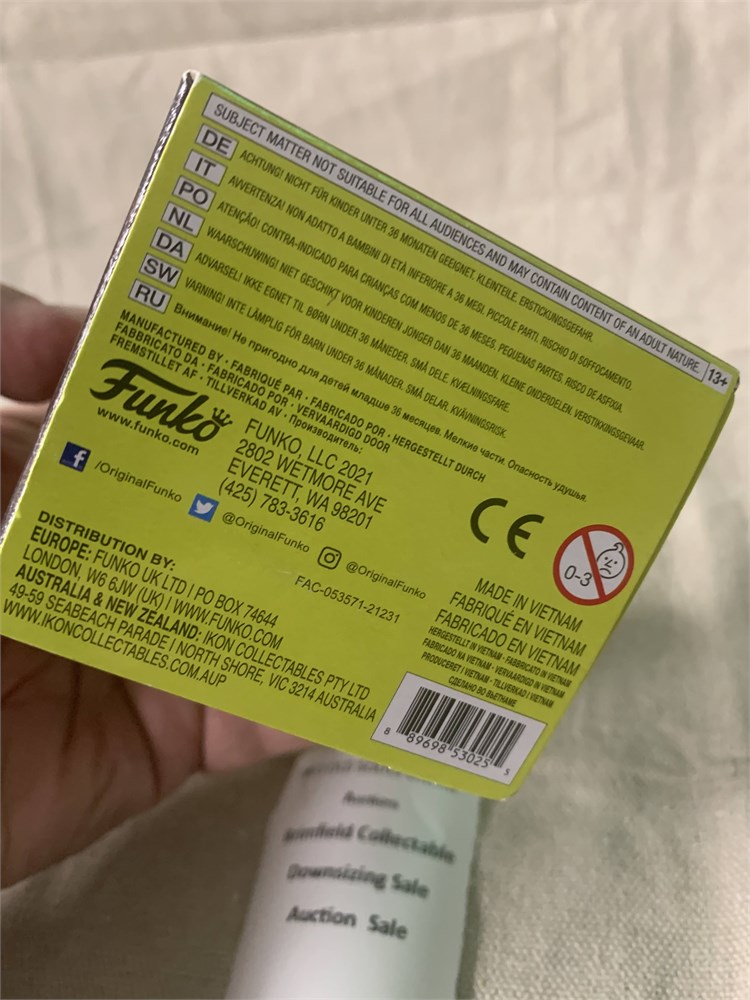 SUBJECT MATTER NOT SUITABLE FOR ALL AUDIENCES AND MAY CONTAIN CONTENT OF AN ADULT NATURE. 13+
DE ACHTUNG! NICHT FÜR KINDER UNTER 36 MONATEN GEEIGNET. KLEINTEILE. ERSTICKUNGSGEFAHR.
IT AVVERTENZA! NON ADATTO A BAMBINI DI ETÀ INFERIORE A 36 MESI. PICCOLE PARTI. RISCHIO DI SOFFOCAMENTO.
PO ATENÇÃO! CONTRA-INDICADO PARA CRIANÇAS COM MENOS DE 36 MESES. PEQUENAS PARTES. RISCO DE ASFIXIA.
NL WAARSCHUWING! NIET GESCHIKT VOOR KINDEREN JONGER DAN 36 MAANDEN. KLEINE ONDERDELEN. VERSTIKKINGSGEVAAR.
DA ADVARSEL! IKKE EGNET TIL BØRN UNDER 36 MÅNEDER. SMÅ DELE. KVÆLNINGSFARE.
SW VARNING! INTE LÄMPLIG FÖR BARN UNDER 36 MÅNADER. SMÅ DELAR. KVÄVNINGSRISK.
RU Внимание! Не пригодно для детей младше 36 месяцев. Мелкие части. Опасность удушья.
MANUFACTURED BY · FABRIQUÉ PAR · FABRICADO POR · HERGESTELLT DURCH
FABBRICATO DA · FABRICADO POR · VERVAARDIGD DOOR
FREMSTILLET AF · TILLVERKAD AV · Производитель:
Funko
www.funko.com
FUNKO, LLC 2021
2802 WETMORE AVE
EVERETT, WA 98201
(425) 783-3616
f /OriginalFunko
@OriginalFunko
@OriginalFunko
FAC-053571-21231
CE
0-3
DISTRIBUTION BY:
EUROPE: FUNKO UK LTD | PO BOX 74644
LONDON, W6 6JW (UK) | WWW.FUNKO.COM
AUSTRALIA & NEW ZEALAND: IKON COLLECTABLES PTY LTD
49-59 SEABEACH PARADE | NORTH SHORE, VIC 3214 AUSTRALIA
WWW.IKONCOLLECTABLES.COM.AUP
MADE IN VIETNAM
FABRIQUÉ EN VIETNAM
FABRICADO EN VIETNAM
HERGESTELLT IN VIETNAM · FABBRICATO IN VIETNAM
FABRICADO NA VIETNAM · VERVAARDIGD IN VIETNAM
PRODUCERET I VIETNAM · TILLVERKAD I VIETNAM
СДЕЛАНО ВО ВЬЕТНАМЕ
8 89698 53025 5
Collectable
Downsizing Sale
Auction Sale